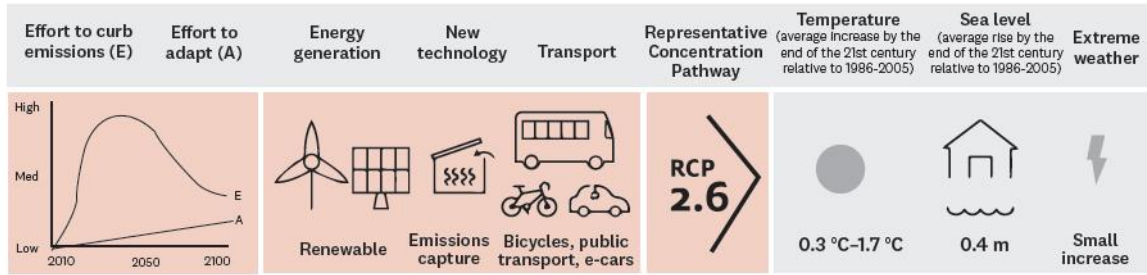 Effort to curb
emissions (E)
Effort to
adapt (A)
Energy
generation
New
technology
Transport
Representative
Concentration
Pathway
Temperature
(average increase by the
end of the 21st century
relative to 1986-2005)
Sea level
(average rise by the
end of the 21st century
relative to 1986-2005)
Extreme
weather
High
Med
Low
E
A
2010
2050
2100
Renewable
Emissions
capture
Bicycles, public
transport, e-cars
RCP
2.6
0.3 °C–1.7 °C
0.4 m
Small
increase